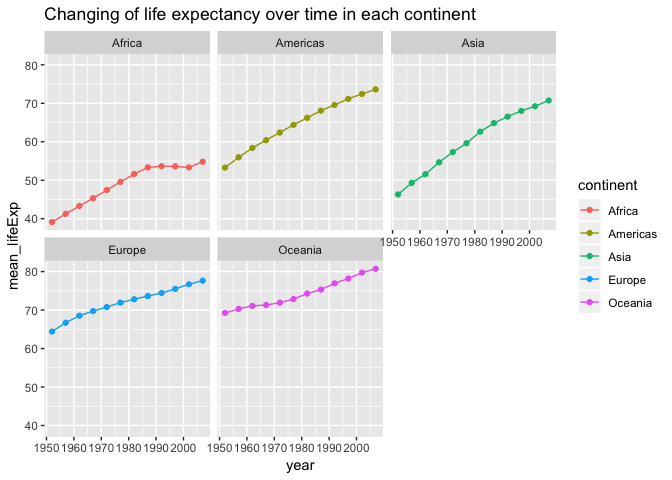 Changing of life expectancy over time in each continent
Africa Americas Asia
80
70
60
50
40
mean_lifeExp
1950 1960 1970 1980 1990 2000
continent
Africa
Americas
Asia
Europe
Oceania
Europe Oceania
80
70
60
50
40
1950 1960 1970 1980 1990 2000 1950 1960 1970 1980 1990 2000
year